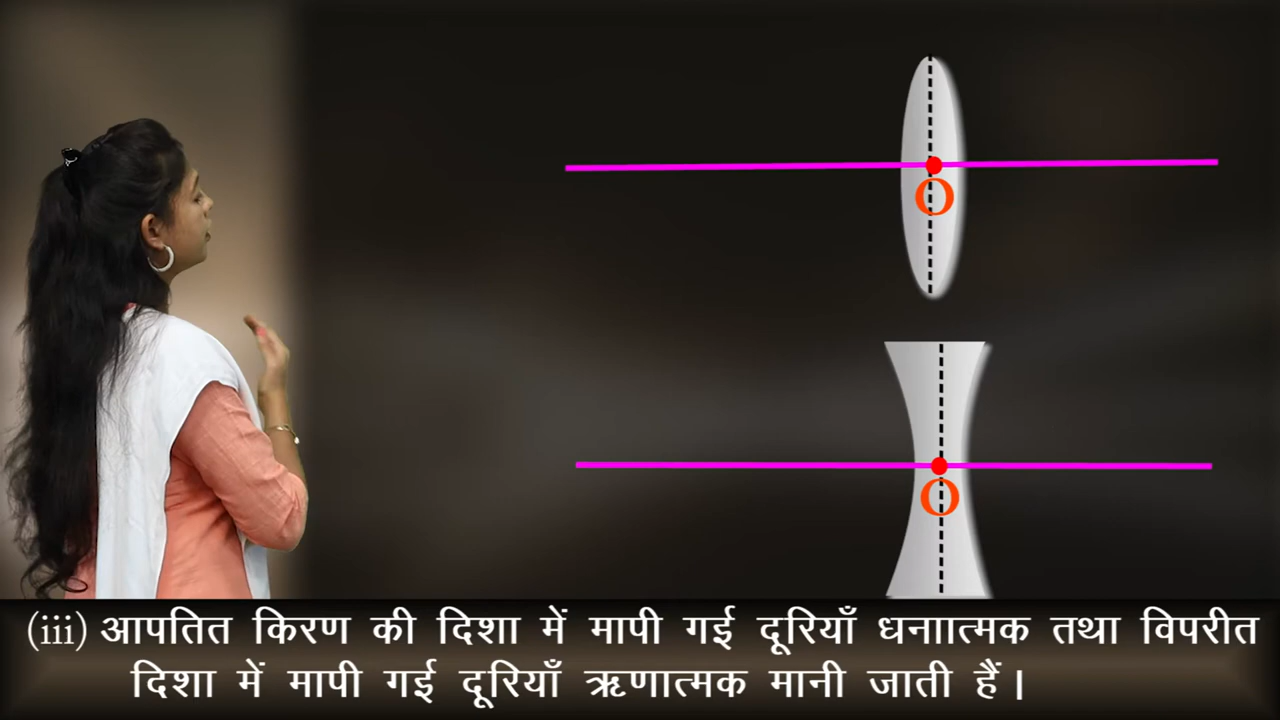 O
O
(iii) आपतित किरण की दिशा में मापी गई दूरियाँ धनाात्मक तथा विपरीत
दिशा में मापी गई दूरियाँ ऋणात्मक मानी जाती हैं।